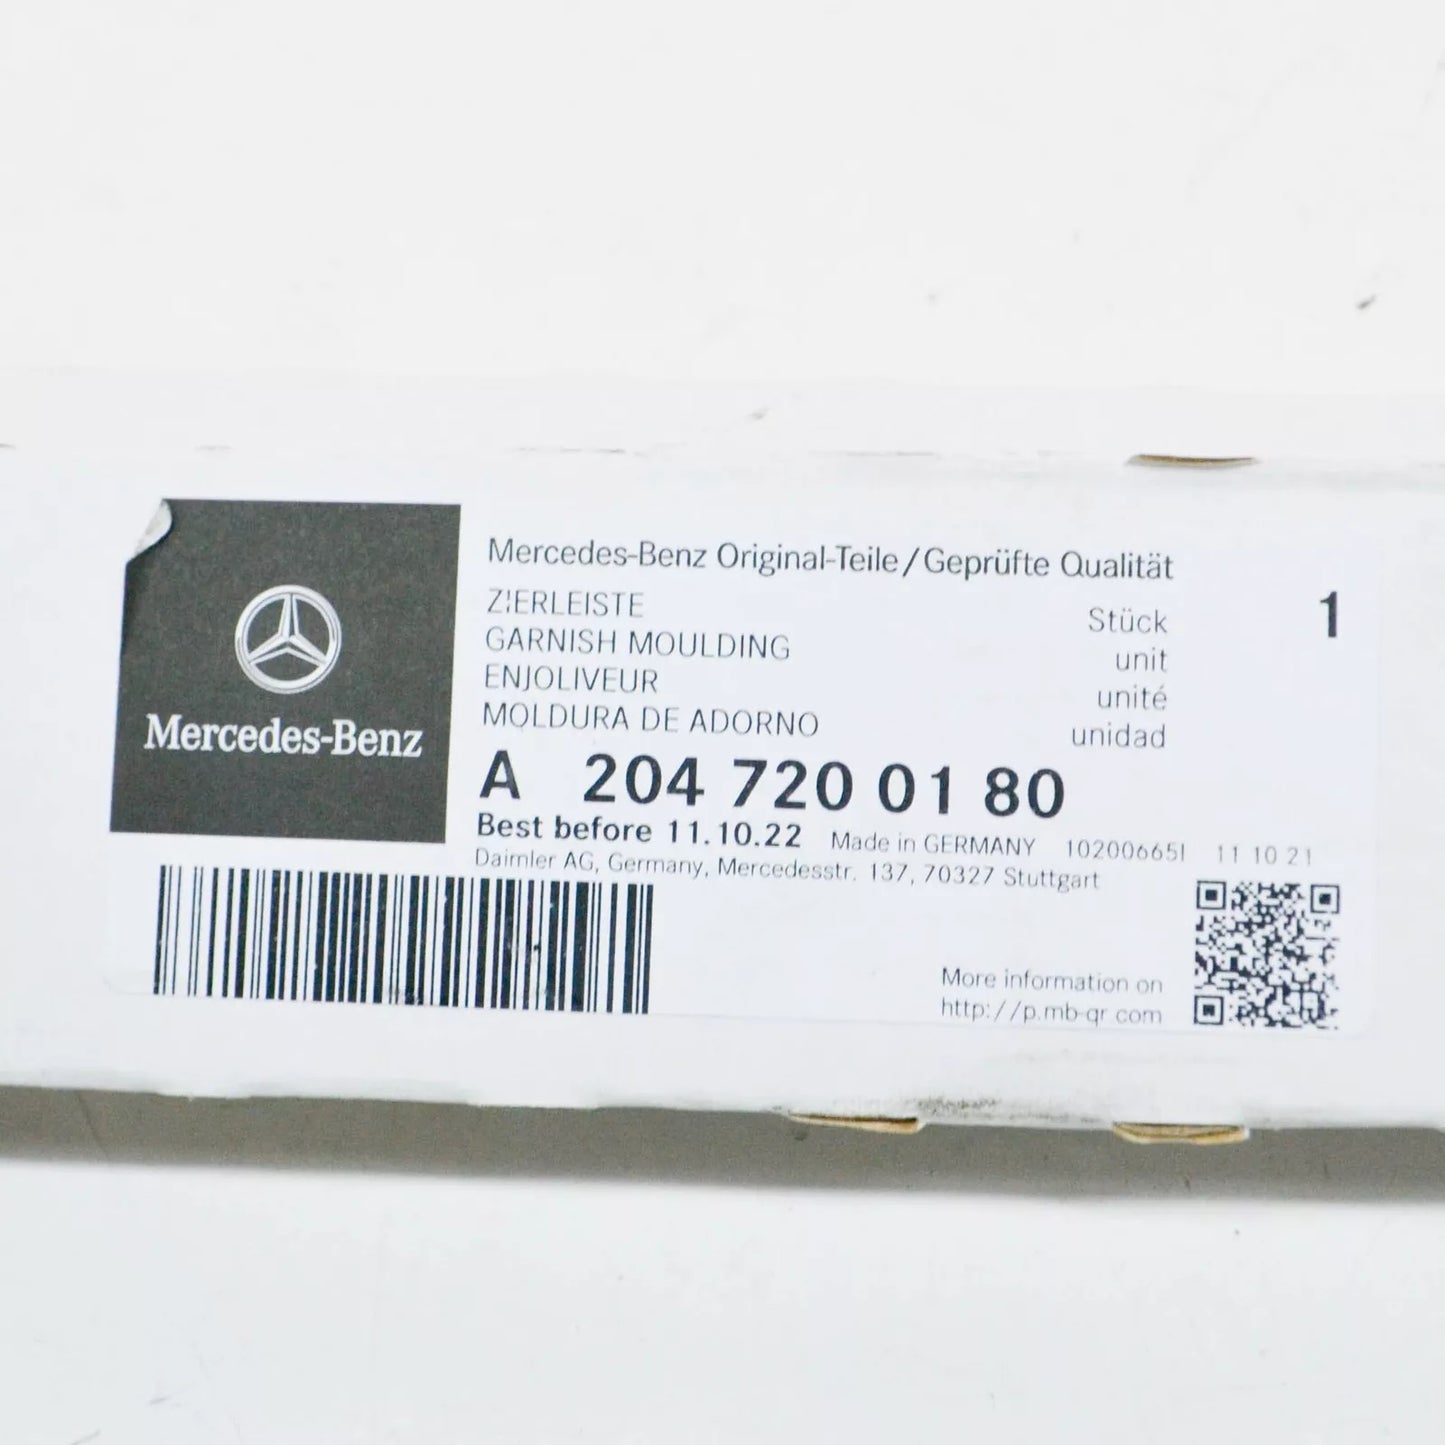 Mercedes-Benz
Mercedes-Benz Original-Teile/Geprüfte Qualität
ZIERLEISTE Stück 1
GARNISH MOULDING unit
ENJOLIVEUR unité
MOLDURA DE ADORNO unidad
A 204 720 01 80
Best before 11.10.22 Made in GERMANY 10200665I 11 10 21
Daimler AG, Germany, Mercedesstr. 137, 70327 Stuttgart
More information on
http://p.mb-qr.com